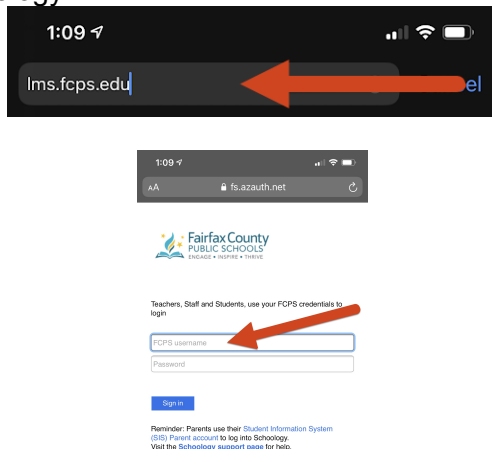 ology
1:09
lms.fcps.edu
el
1:09
AA fs.azauth.net
Fairfax County
PUBLIC SCHOOLS
ENGAGE • INSPIRE • THRIVE
Teachers, Staff and Students, use your FCPS credentials to
login
FCPS username
Password
Sign in
Reminder: Parents use their Student Information System
(SIS) Parent account to log into Schoology.
Visit the Schoology support page for help.